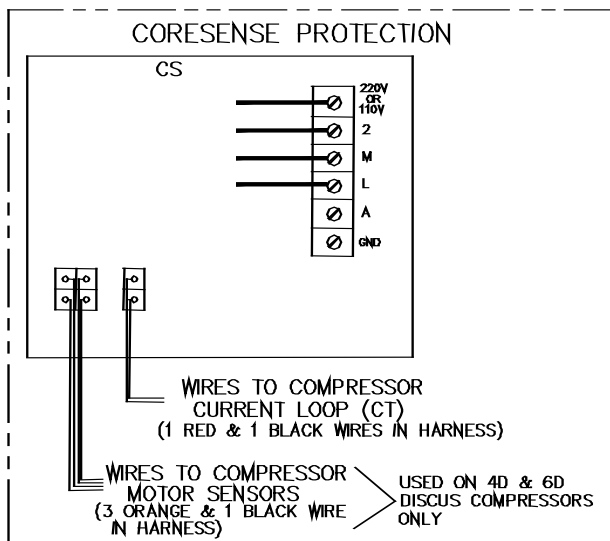 CORESENSE PROTECTION
CS
220V
OR
110V
2
M
L
A
GND
WIRES TO COMPRESSOR
CURRENT LOOP (CT)
(1 RED & 1 BLACK WIRES IN HARNESS)
WIRES TO COMPRESSOR
MOTOR SENSORS
(3 ORANGE & 1 BLACK WIRE
IN HARNESS)
USED ON 4D & 6D
DISCUS COMPRESSORS
ONLY